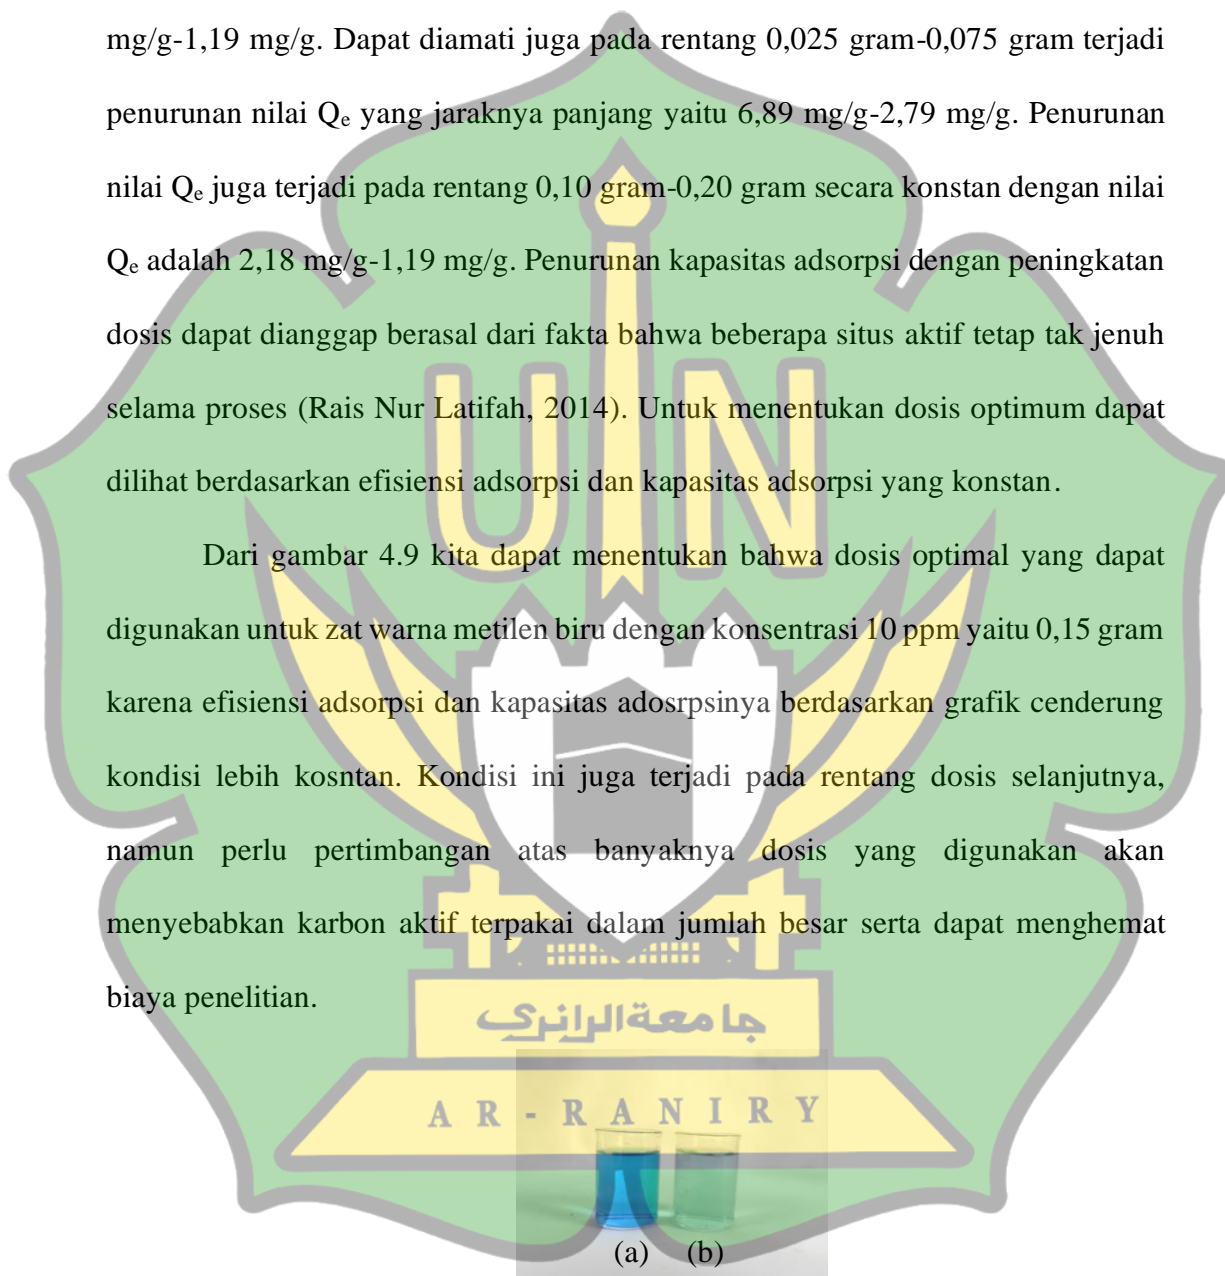 mg/g-1,19 mg/g. Dapat diamati juga pada rentang 0,025 gram-0,075 gram terjadi
penurunan nilai Qe yang jaraknya panjang yaitu 6,89 mg/g-2,79 mg/g. Penurunan
nilai Qe juga terjadi pada rentang 0,10 gram-0,20 gram secara konstan dengan nilai
Qe adalah 2,18 mg/g-1,19 mg/g. Penurunan kapasitas adsorpsi dengan peningkatan
dosis dapat dianggap berasal dari fakta bahwa beberapa situs aktif tetap tak jenuh
selama proses (Rais Nur Latifah, 2014). Untuk menentukan dosis optimum dapat
dilihat berdasarkan efisiensi adsorpsi dan kapasitas adsorpsi yang konstan.
Dari gambar 4.9 kita dapat menentukan bahwa dosis optimal yang dapat
digunakan untuk zat warna metilen biru dengan konsentrasi 10 ppm yaitu 0,15 gram
karena efisiensi adsorpsi dan kapasitas adosrpsinya berdasarkan grafik cenderung
kondisi lebih kosntan. Kondisi ini juga terjadi pada rentang dosis selanjutnya,
namun perlu pertimbangan atas banyaknya dosis yang digunakan akan
menyebabkan karbon aktif terpakai dalam jumlah besar serta dapat menghemat
biaya penelitian.
UIN
جامعة الرانري
AR-RANIRY
(a) (b)